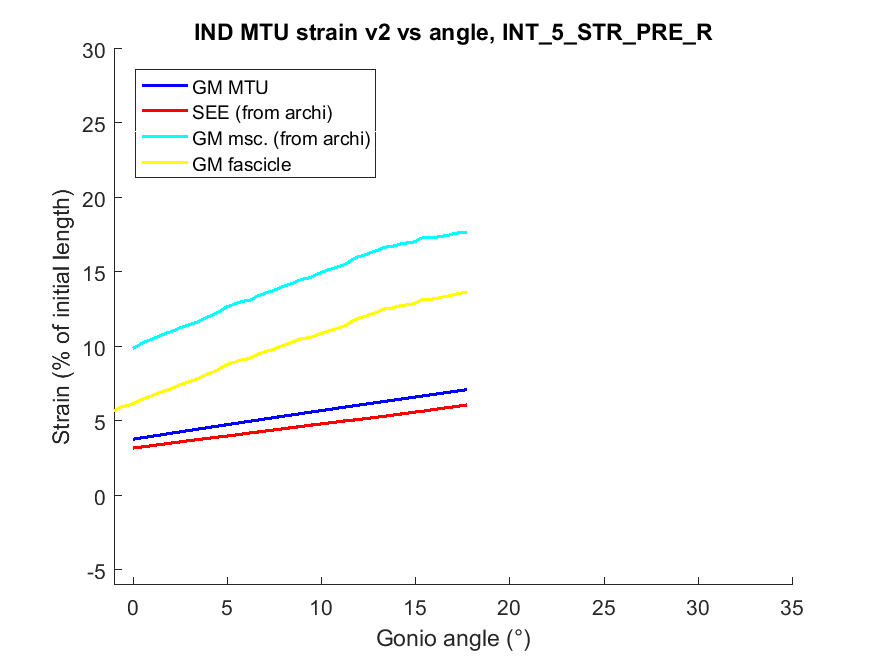 IND MTU strain v2 vs angle, INT_5_STR_PRE_R
30
25
20
15
10
5
0
-5
Strain (% of initial length)
GM MTU
SEE (from archi)
GM msc. (from archi)
GM fascicle
0 5 10 15 20 25 30 35
Gonio angle (°)